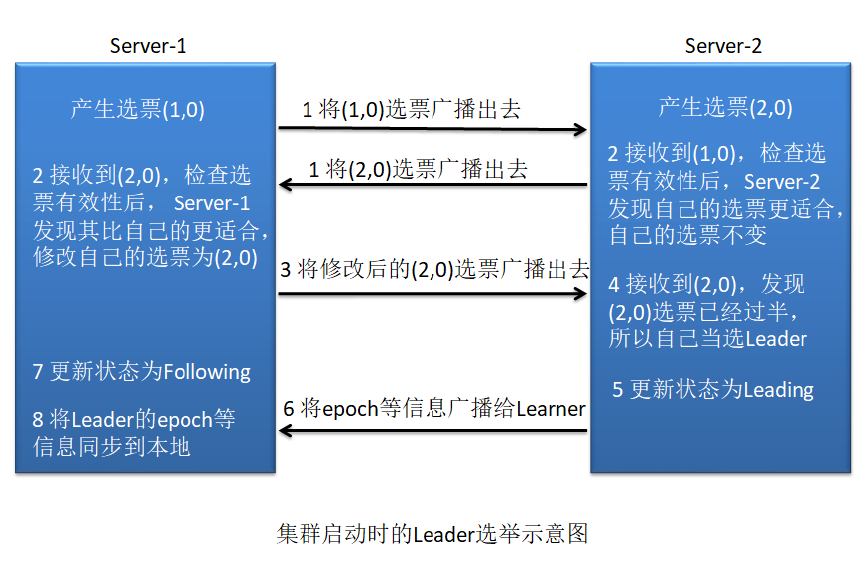 Server-1
Server-2
产生选票(1,0)
1 将(1,0)选票广播出去
产生选票(2,0)
2 接收到(2,0)，检查选
票有效性后， Server-1
发现其比自己的更适合，
修改自己的选票为(2,0)
1 将(2,0)选票广播出去
2 接收到(1,0)，检查选
票有效性后，Server-2
发现自己的选票更适合，
自己的选票不变
3 将修改后的(2,0)选票广播出去
4 接收到(2,0)，发现
(2,0)选票已经过半，
所以自己当选Leader
5 更新状态为Leading
6 将epoch等信息广播给Learner
7 更新状态为Following
8 将Leader的epoch等
信息同步到本地
集群启动时的Leader选举示意图